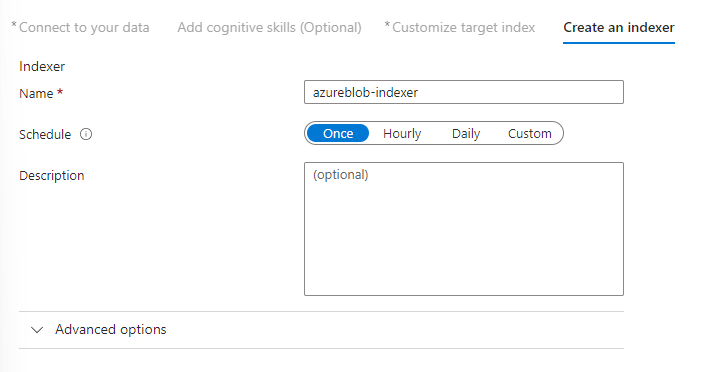 *Connect to your data Add cognitive skills (Optional) *Customize target index Create an indexer
Indexer
Name * azureblob-indexer
Schedule Once Hourly Daily Custom
Description (optional)
Advanced options